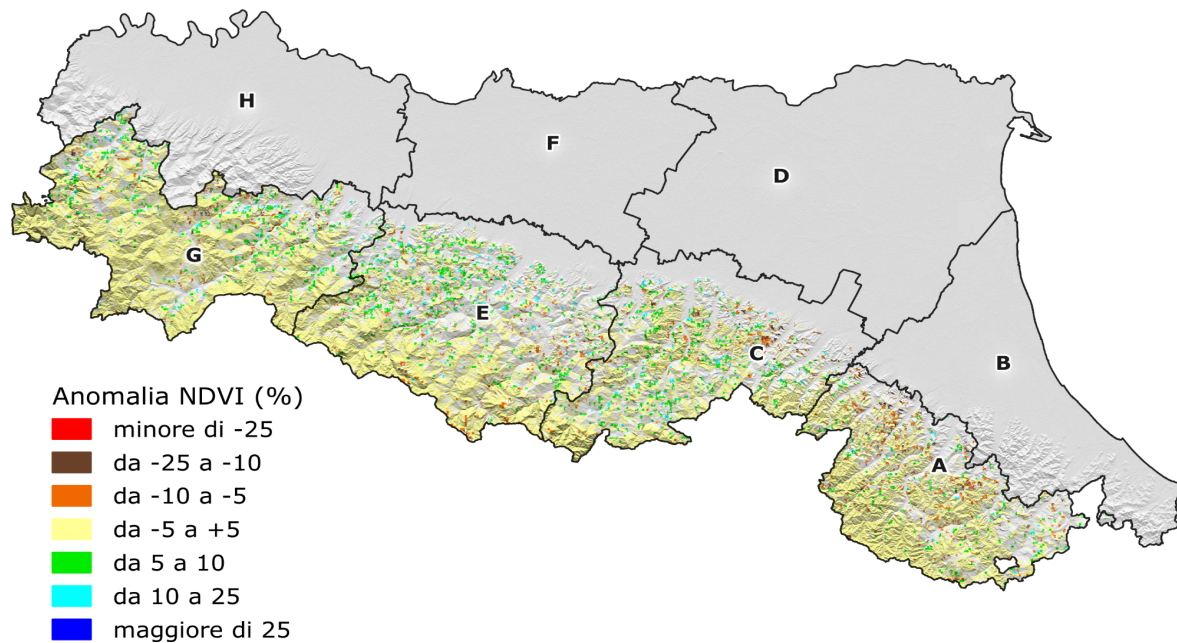 H
F
D
G
E
C
B
A
Anomalia NDVI (%)
minore di -25
da -25 a -10
da -10 a -5
da -5 a +5
da 5 a 10
da 10 a 25
maggiore di 25